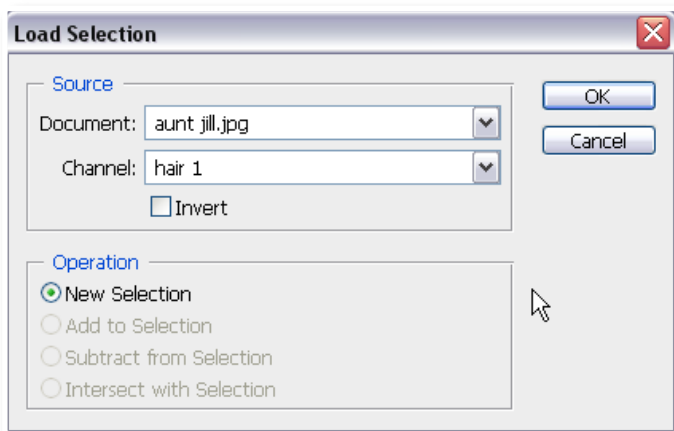 Load Selection
Source
OK
Document: aunt jill.jpg
Cancel
Channel: hair 1
Invert
Operation
New Selection
Add to Selection
Subtract from Selection
Intersect with Selection